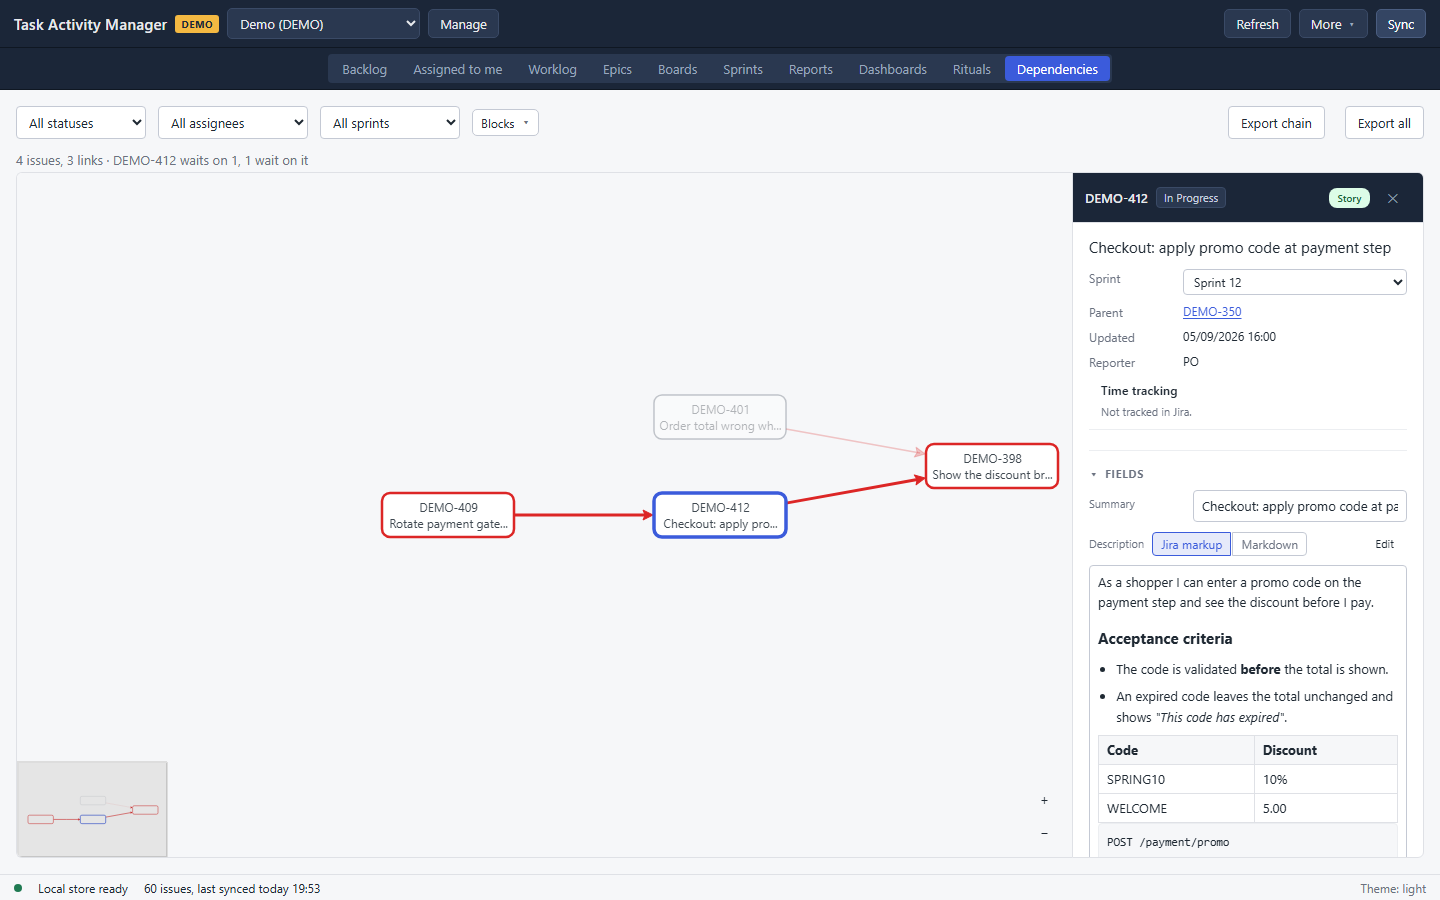 Task Activity Manager DEMO Demo (DEMO) Manage Refresh More Sync
Backlog Assigned to me Worklog Epics Boards Sprints Reports Dashboards Rituals Dependencies
All statuses All assignees All sprints Blocks Export chain Export all
4 issues, 3 links · DEMO-412 waits on 1, 1 wait on it
DEMO-401
Order total wrong wh...
DEMO-398
Show the discount br...
DEMO-409
Rotate payment gate...
DEMO-412
Checkout: apply pro...
+
−
DEMO-412 In Progress Story ×
Checkout: apply promo code at payment step
Sprint Sprint 12
Parent DEMO-350
Updated 05/09/2026 16:00
Reporter PO
Time tracking
Not tracked in Jira.
FIELDS
Summary Checkout: apply promo code at pa
Description Jira markup Markdown Edit
As a shopper I can enter a promo code on the
payment step and see the discount before I pay.
Acceptance criteria
• The code is validated before the total is shown.
• An expired code leaves the total unchanged and
shows "This code has expired".
Code Discount
SPRING10 10%
WELCOME 5.00
POST /payment/promo
Local store ready 60 issues, last synced today 19:53 Theme: light